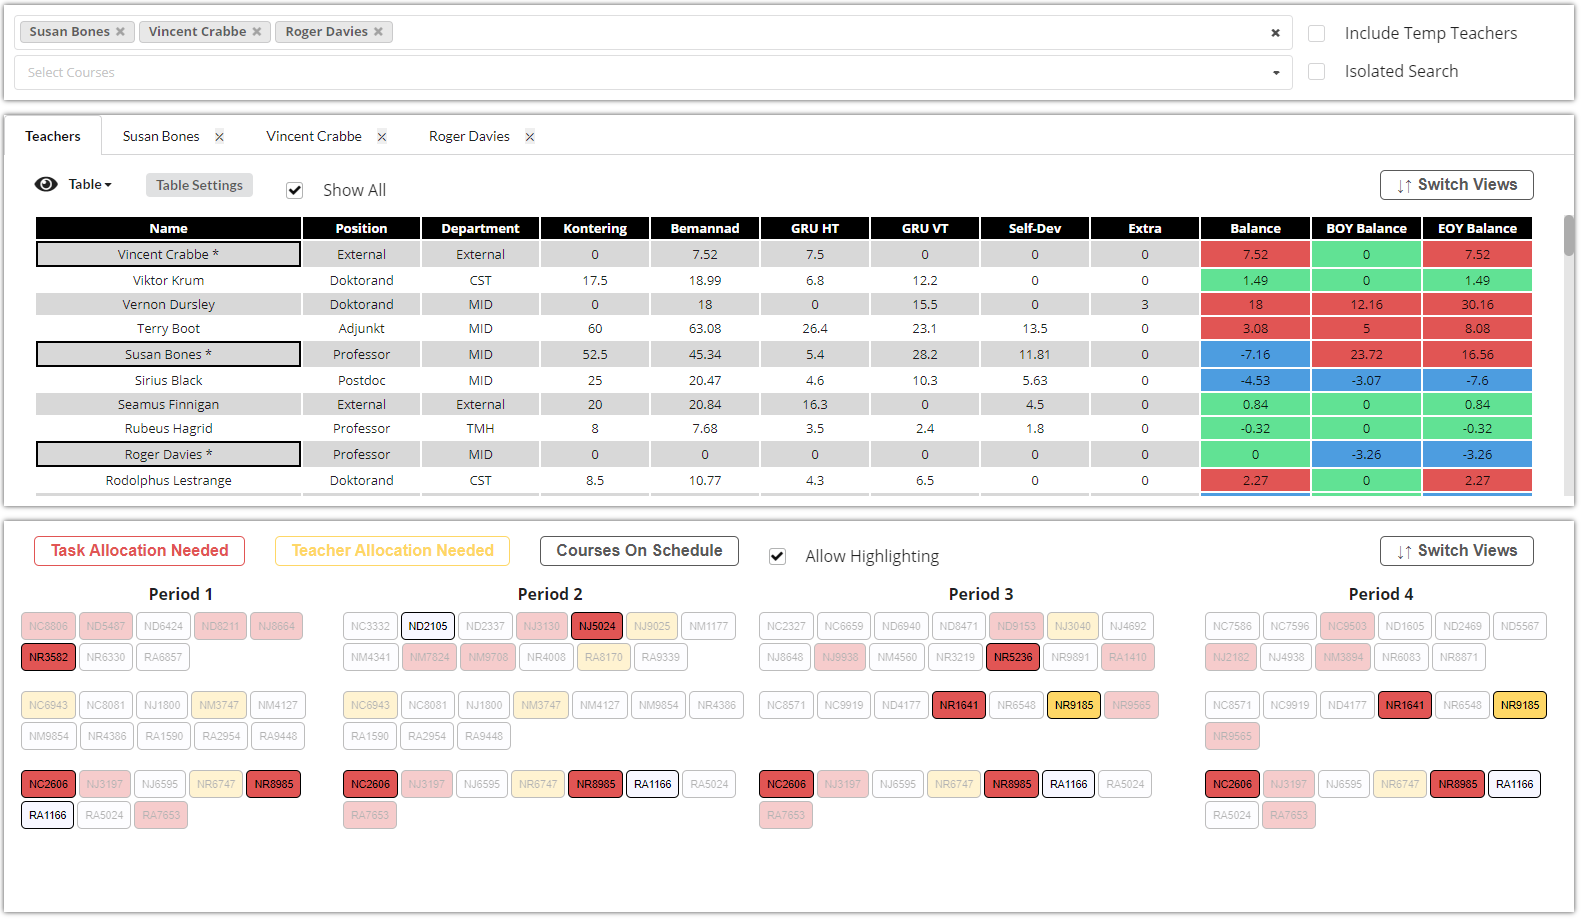 Susan Bones × Vincent Crabbe × Roger Davies × ×
Include Temp Teachers
Select Courses
Isolated Search
Teachers Susan Bones × Vincent Crabbe × Roger Davies ×
Table Table Settings Show All ↓↑ Switch Views
Name Position Department Kontering Bemannad GRU HT GRU VT Self-Dev Extra Balance BOY Balance EOY Balance
Vincent Crabbe * External External 0 7.52 7.5 0 0 0 7.52 0 7.52
Viktor Krum Doktorand CST 17.5 18.99 6.8 12.2 0 0 1.49 0 1.49
Vernon Dursley Doktorand MID 0 18 0 15.5 0 3 18 12.16 30.16
Terry Boot Adjunkt MID 60 63.08 26.4 23.1 13.5 0 3.08 5 8.08
Susan Bones * Professor MID 52.5 45.34 5.4 28.2 11.81 0 -7.16 23.72 16.56
Sirius Black Postdoc MID 25 20.47 4.6 10.3 5.63 0 -4.53 -3.07 -7.6
Seamus Finnigan External External 20 20.84 16.3 0 4.5 0 0.84 0 0.84
Rubeus Hagrid Professor TMH 8 7.68 3.5 2.4 1.8 0 -0.32 0 -0.32
Roger Davies * Professor MID 0 0 0 0 0 0 0 -3.26 -3.26
Rodolphus Lestrange Doktorand CST 8.5 10.77 4.3 6.5 0 0 2.27 0 2.27
Task Allocation Needed Teacher Allocation Needed Courses On Schedule Allow Highlighting ↓↑ Switch Views
Period 1
NC8806 ND5487 ND6424 ND8211 NJ8664
NR3582 NR6330 RA6857
NC6943 NC8081 NJ1800 NM3747 NM4127
NM9854 NR4386 RA1590 RA2954 RA9448
NC2606 NJ3197 NJ6595 NR6747 NR8985
RA1166 RA5024 RA7653
Period 2
NC3332 ND2105 ND2337 NJ3130 NJ5024 NJ9025 NM1177
NM4341 NM7824 NM9708 NR4008 RA8170 RA9339
NC6943 NC8081 NJ1800 NM3747 NM4127 NM9854 NR4386
RA1590 RA2954 RA9448
NC2606 NJ3197 NJ6595 NR6747 NR8985 RA1166 RA5024
RA7653
Period 3
NC2327 NC6659 ND6940 ND8471 ND9153 NJ3040 NJ4692
NJ8648 NJ9938 NM4560 NR3219 NR5236 NR9891 RA1410
NC8571 NC9919 ND4177 NR1641 NR6548 NR9185 NR9565
NC2606 NJ3197 NJ6595 NR6747 NR8985 RA1166 RA5024
RA7653
Period 4
NC7586 NC7596 NC9503 ND1605 ND2469 ND5567
NJ2182 NJ4938 NM3894 NR6083 NR8871
NC8571 NC9919 ND4177 NR1641 NR6548 NR9185
NR9565
NC2606 NJ3197 NJ6595 NR6747 NR8985 RA1166
RA5024 RA7653